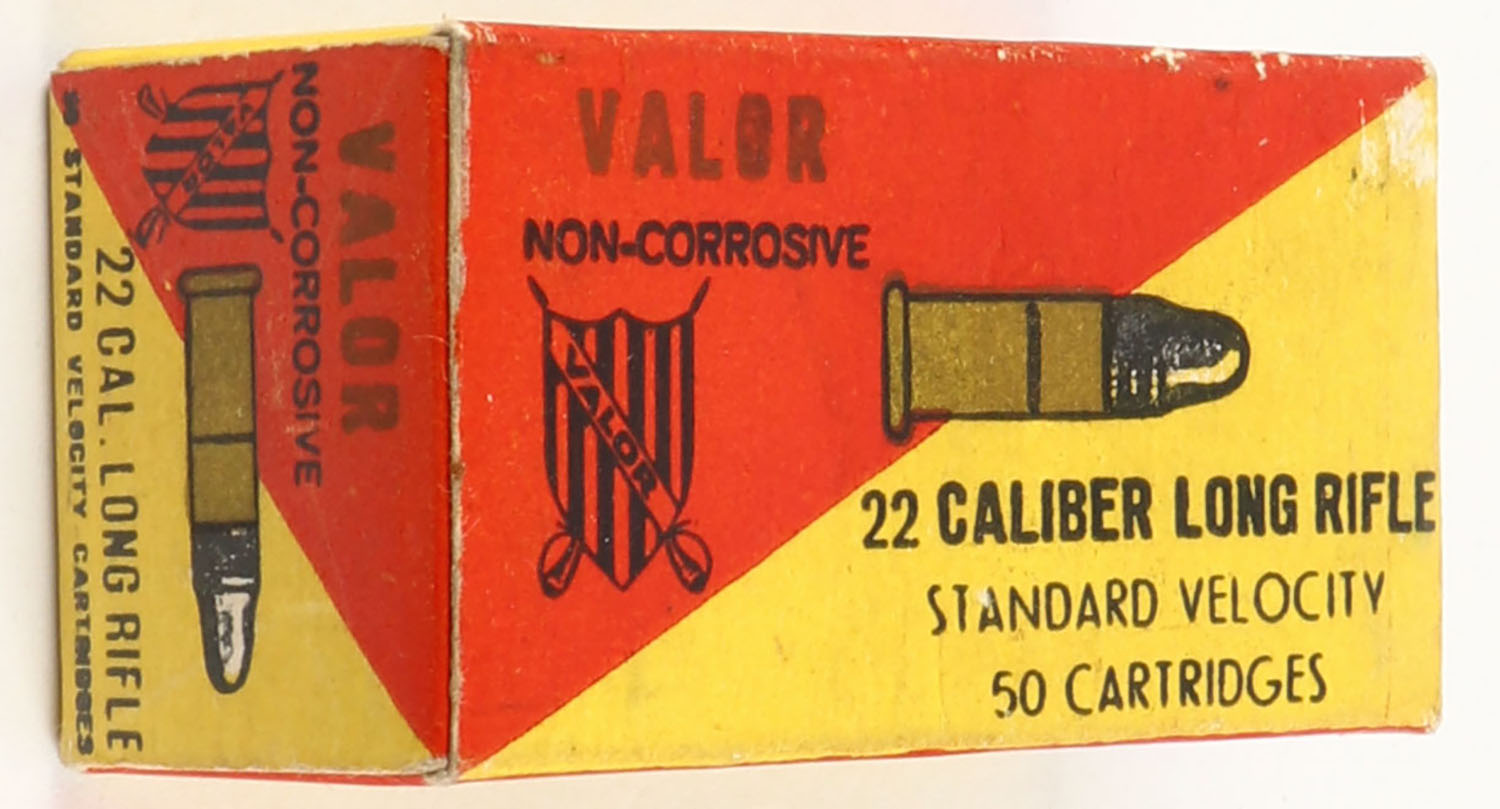 VALOR
NON-CORROSIVE
VALOR
22 CALIBER LONG RIFLE
STANDARD VELOCITY
50 CARTRIDGES
VALOR
NON-CORROSIVE
VALOR
22 CAL. LONG RIFLE
STANDARD VELOCITY CARTRIDGES